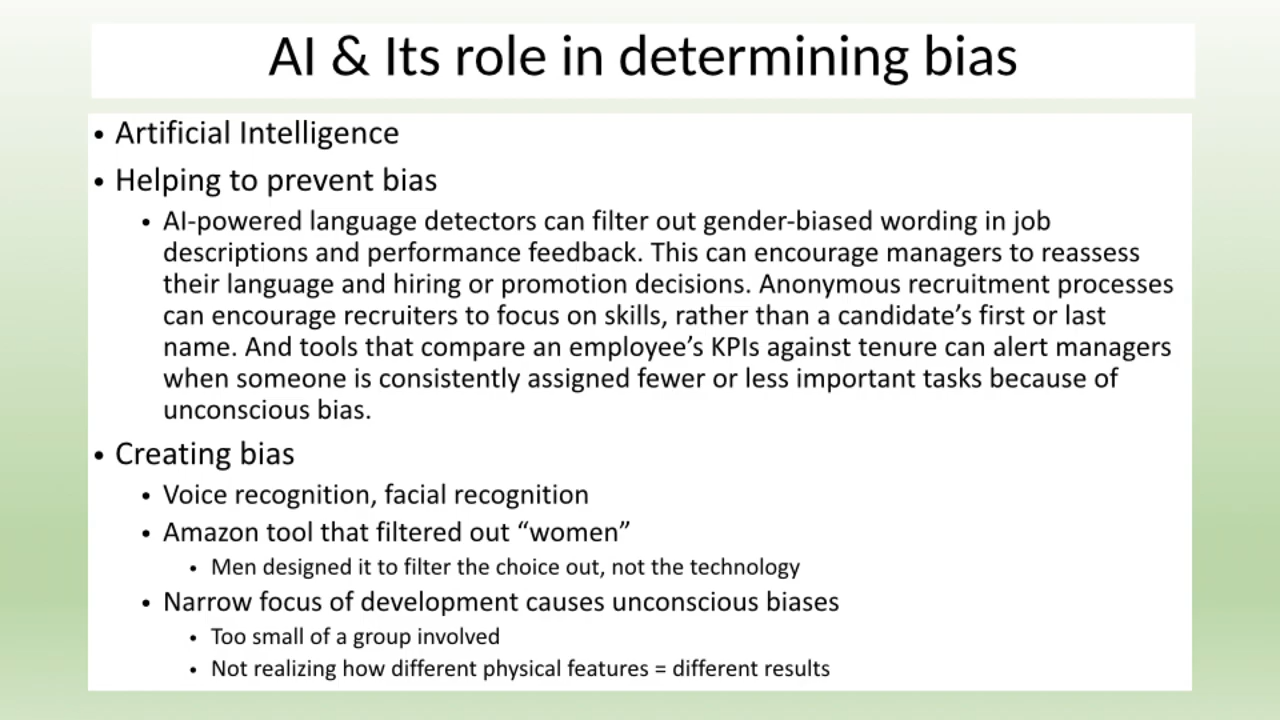 AI & Its role in determining bias
• Artificial Intelligence
• Helping to prevent bias
• AI-powered language detectors can filter out gender-biased wording in job
descriptions and performance feedback. This can encourage managers to reassess
their language and hiring or promotion decisions. Anonymous recruitment processes
can encourage recruiters to focus on skills, rather than a candidate’s first or last
name. And tools that compare an employee’s KPIs against tenure can alert managers
when someone is consistently assigned fewer or less important tasks because of
unconscious bias.
• Creating bias
• Voice recognition, facial recognition
• Amazon tool that filtered out “women”
• Men designed it to filter the choice out, not the technology
• Narrow focus of development causes unconscious biases
• Too small of a group involved
• Not realizing how different physical features = different results